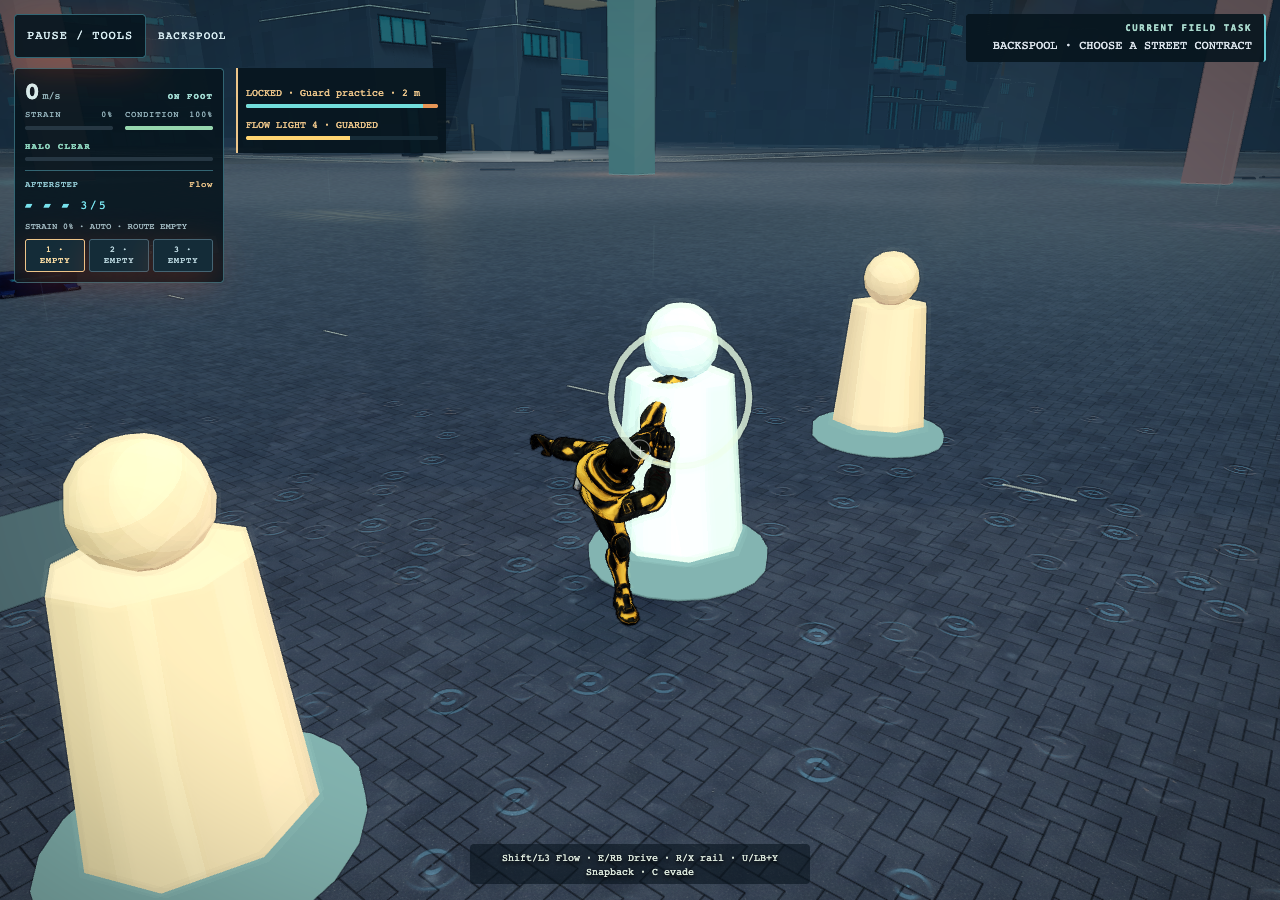 PAUSE / TOOLS
BACKSPOOL
CURRENT FIELD TASK
BACKSPOOL · CHOOSE A STREET CONTRACT
0 m/s
ON FOOT
STRAIN 0%
CONDITION 100%
HALO CLEAR
AFTERSTEP
Flow
3/5
STRAIN 0% · AUTO · ROUTE EMPTY
1 ·
EMPTY
2 ·
EMPTY
3 ·
EMPTY
LOCKED · Guard practice · 2 m
FLOW LIGHT 4 · GUARDED
Shift/L3 Flow · E/RB Drive · R/X rail · U/LB+Y
Snapback · C evade